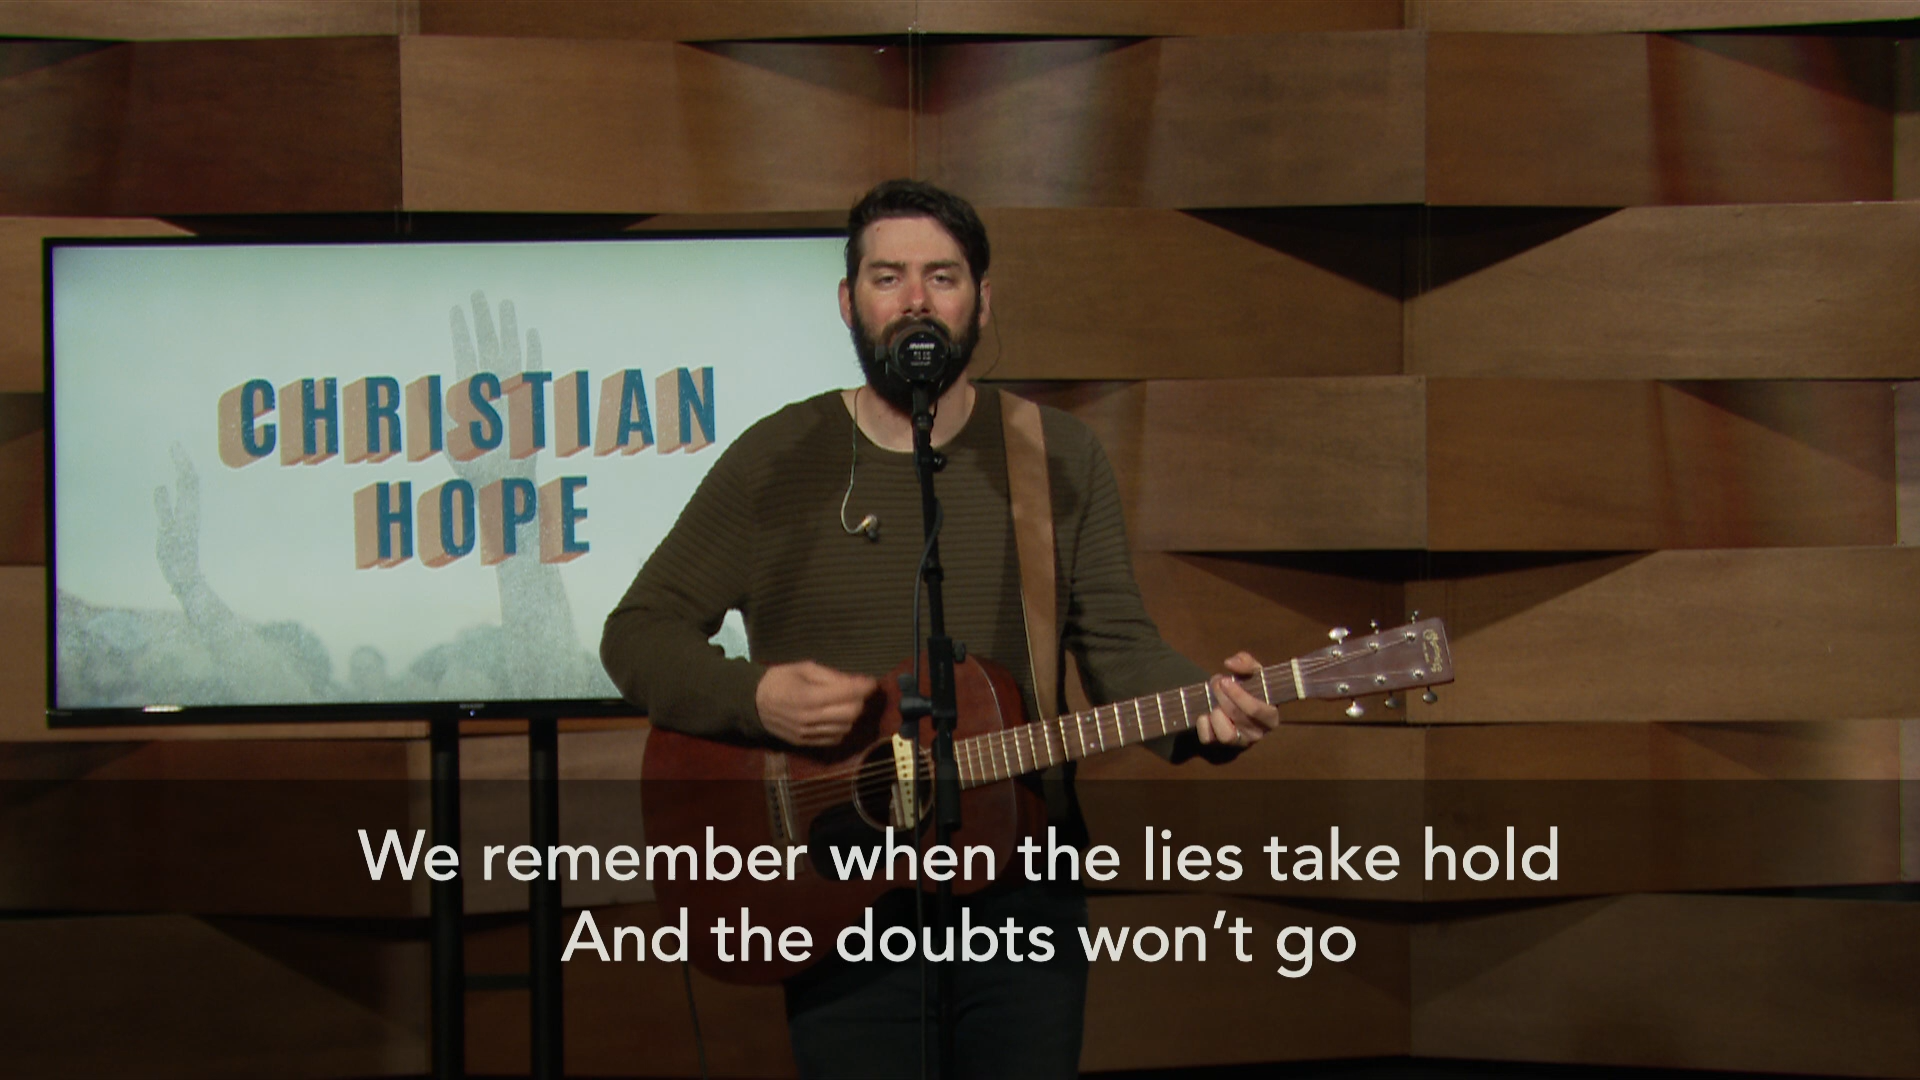 CHRISTIAN
HOPE
We remember when the lies take hold
And the doubts won’t go